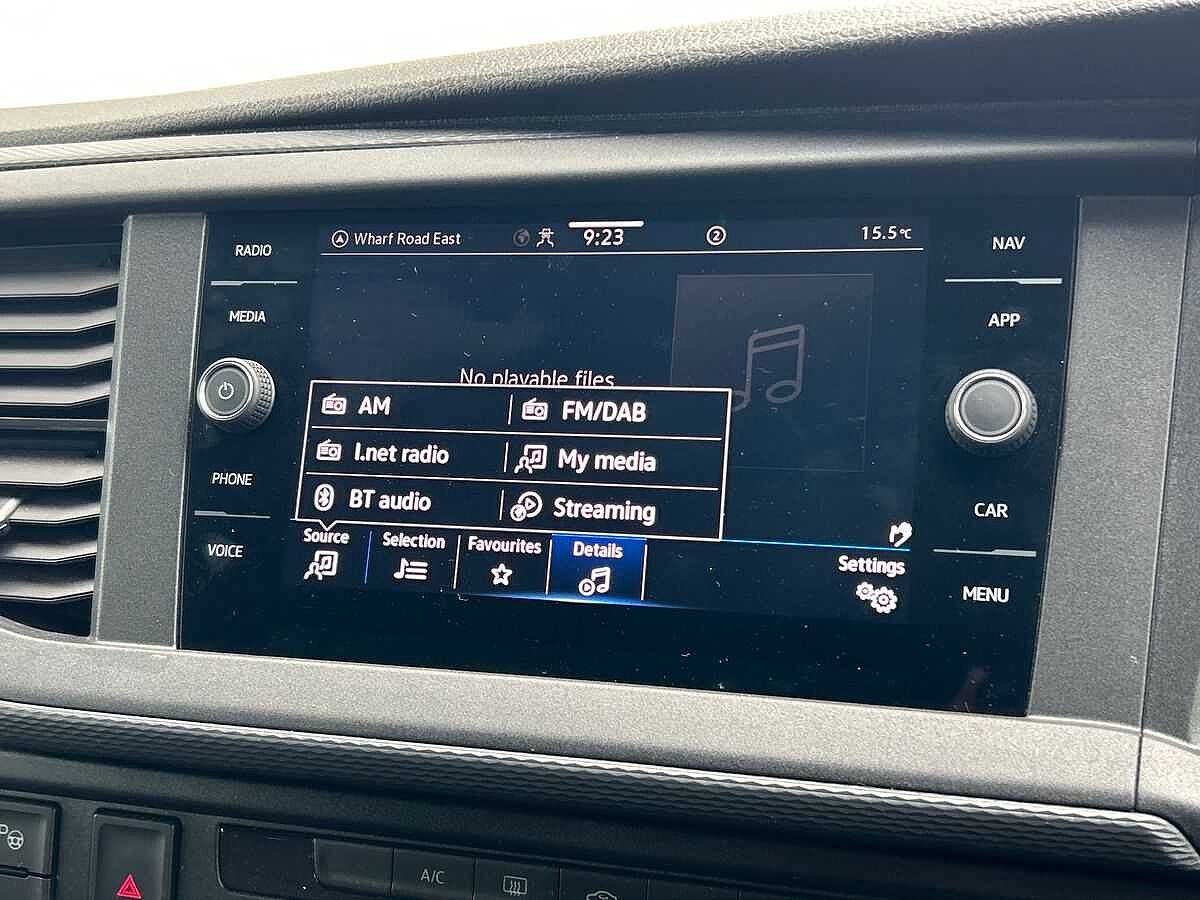 RADIO
MEDIA
PHONE
VOICE
Wharf Road East
9:23
2
15.5°C
No playable files
AM
FM/DAB
I.net radio
My media
BT audio
Streaming
Source
Selection
Favourites
Details
Settings
NAV
APP
CAR
MENU
P
A/C